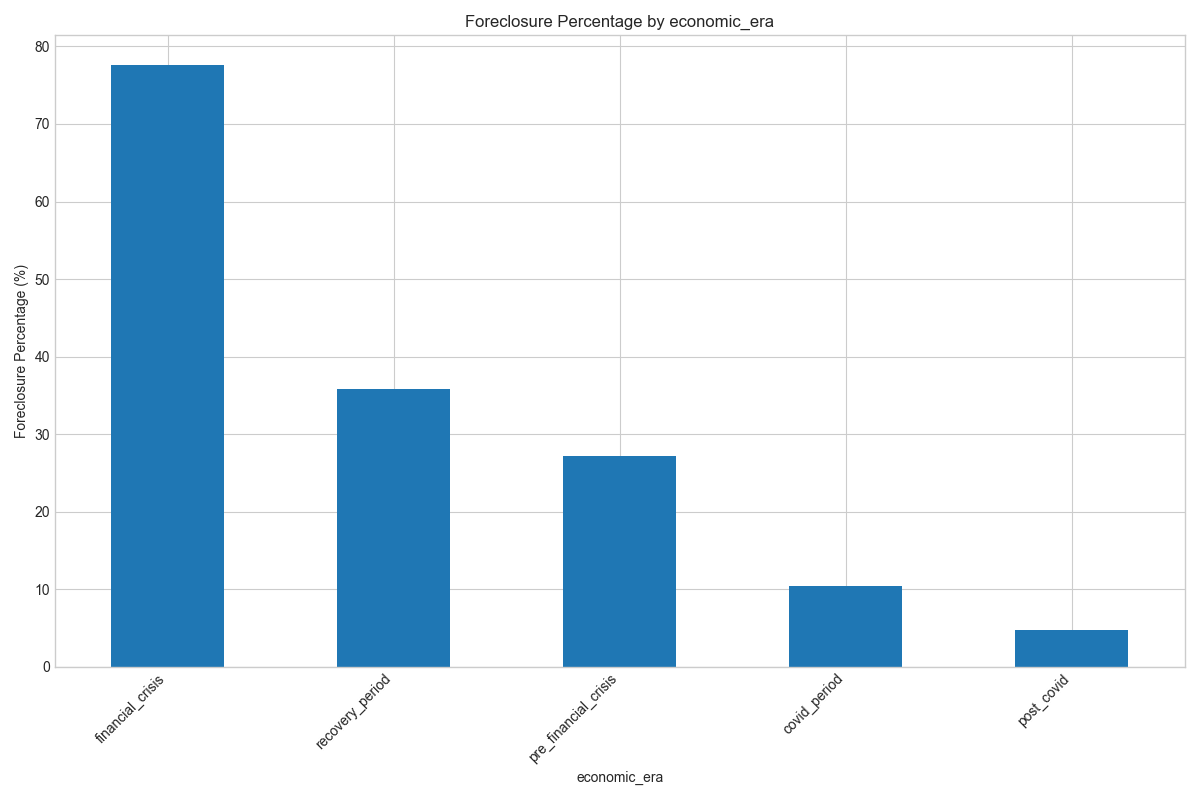 Foreclosure Percentage by economic_era
Foreclosure Percentage (%)
80
70
60
50
40
30
20
10
0
financial_crisis
recovery_period
pre_financial_crisis
covid_period
post_covid
economic_era